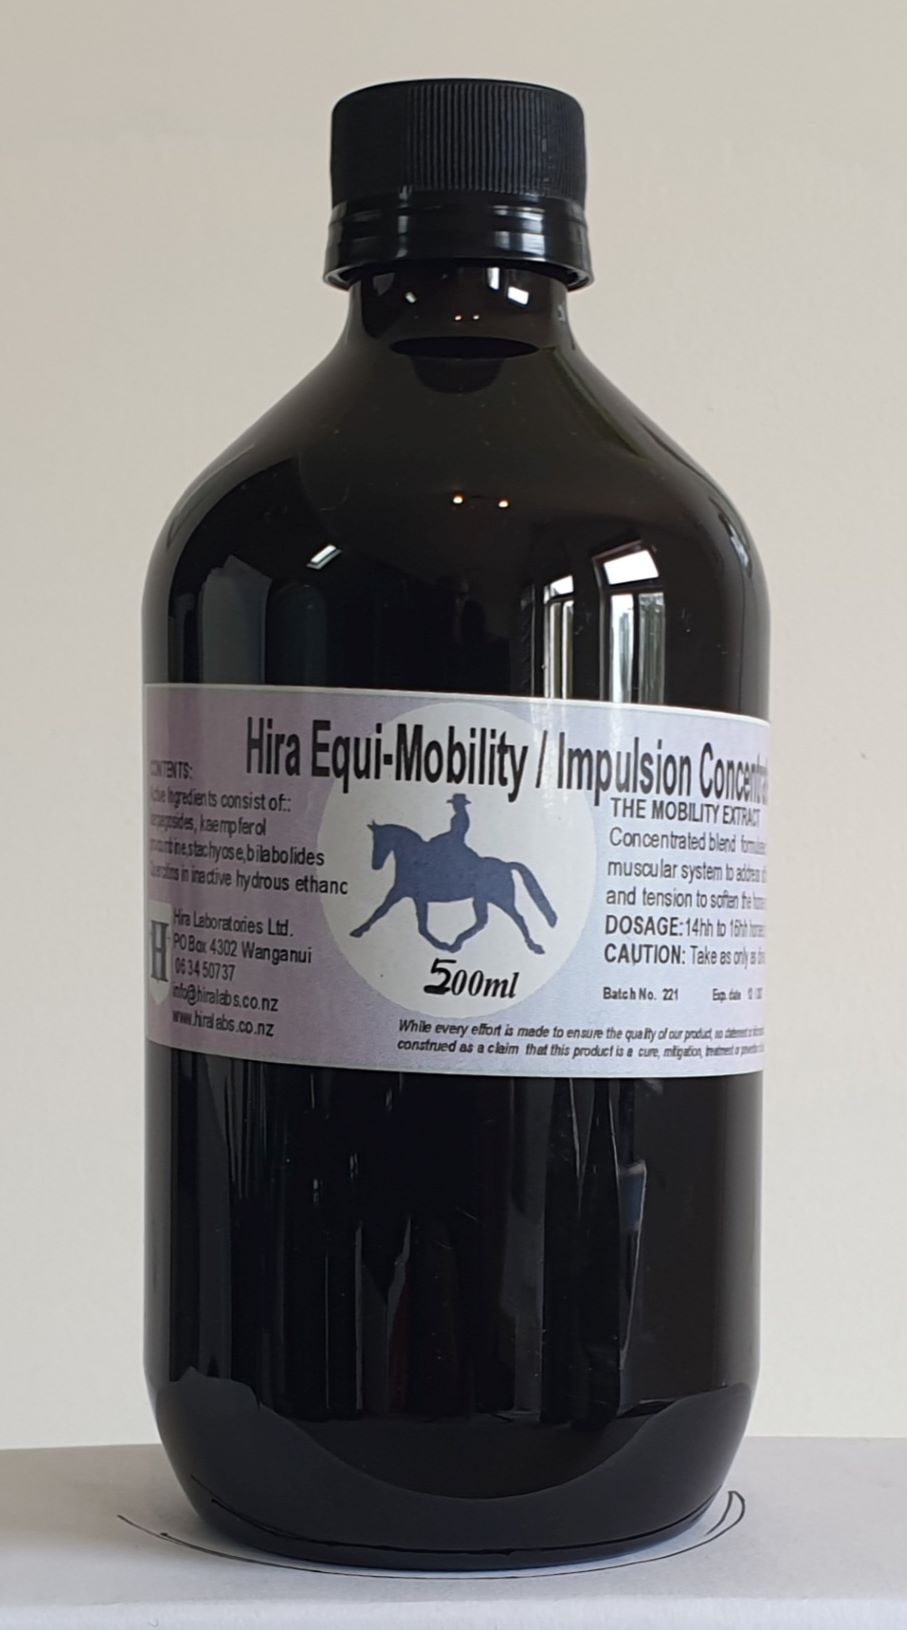 Hira Equi-Mobility / Impulsion
CONTENTS:
Ingredients consist of::
kaempferol
stachyose, bilabolides
in inactive hydrous ethanc
H
Hira Laboratories Ltd.
PO Box 4302 Wanganui
06 34 50737
info@hiralabs.co.nz
www.hiralabs.co.nz
500ml
THE MOBILITY EXTRACT
Concentrated blend
muscular system to address
and tension to soften the
DOSAGE: 14hh to 16hh
CAUTION: Take as only as
Batch No. 221 Exp. date
While every effort is made to ensure the quality of our product, no statement
construed as a claim that this product is a cure, mitigation, treatment or